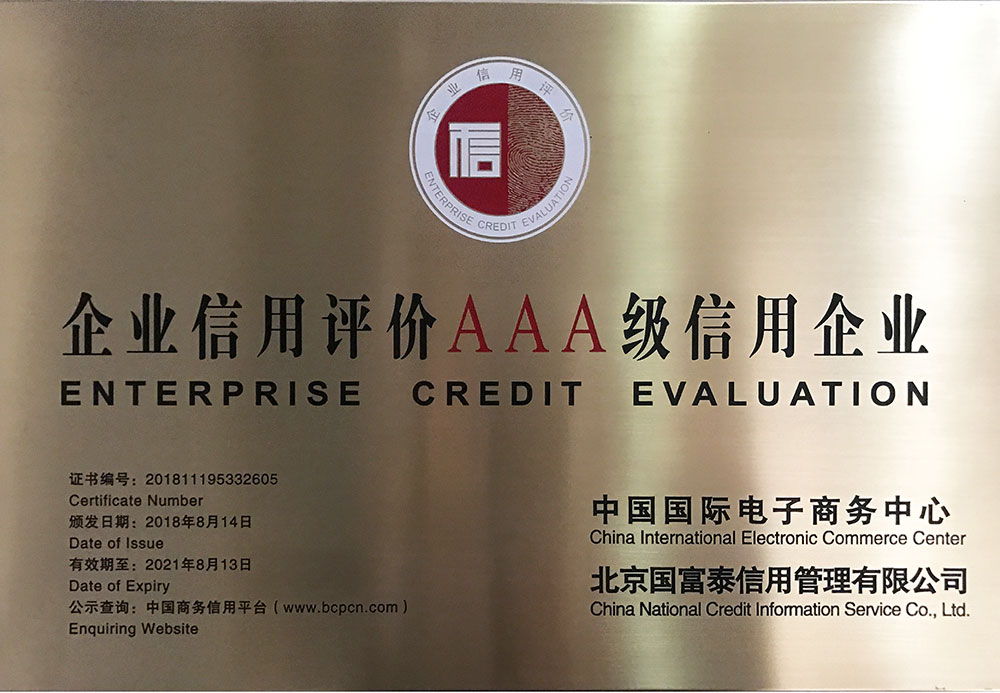 企业信用评价
信
ENTERPRISE CREDIT EVALUATION
企业信用评价AAA级信用企业
ENTERPRISE CREDIT EVALUATION
证书编号：201811195332605
Certificate Number
颁发日期：2018年8月14日
Date of Issue
有效期至：2021年8月13日
Date of Expiry
公示查询：中国商务信用平台（www.bcpcn.com）
Enquiring Website
中国国际电子商务中心
China International Electronic Commerce Center
北京国富泰信用管理有限公司
China National Credit Information Service Co., Ltd.